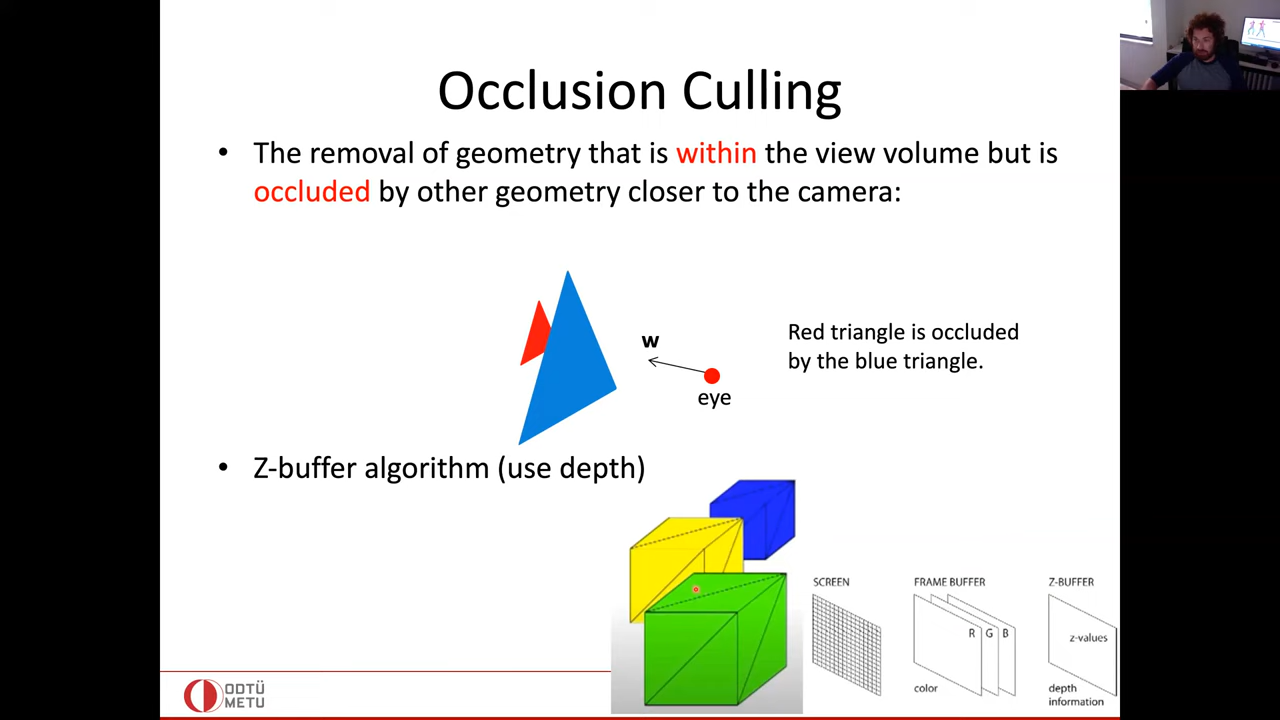 Occlusion Culling
• The removal of geometry that is within the view volume but is
occluded by other geometry closer to the camera:
w
eye
Red triangle is occluded
by the blue triangle.
• Z-buffer algorithm (use depth)
SCREEN
FRAME BUFFER
R G B
color
Z-BUFFER
z-values
depth
information
ODTÜ
METU